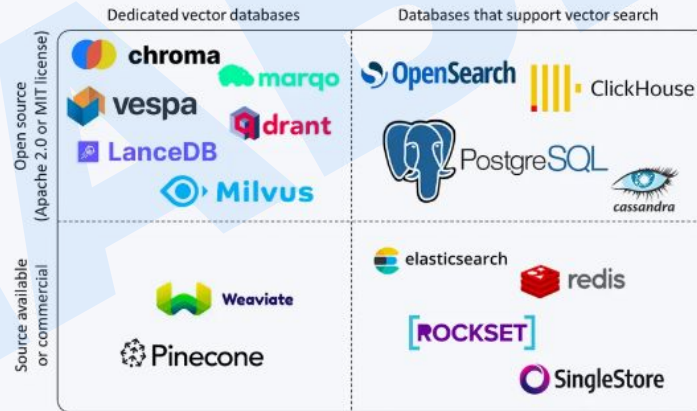 Dedicated vector databases
Databases that support vector search
Open source
(Apache 2.0 or MIT license)
chroma
marqo
vespa
qdrant
LanceDB
Milvus
OpenSearch
ClickHouse
PostgreSQL
cassandra
Source available
or commercial
Weaviate
Pinecone
elasticsearch
redis
[ROCKSET]
SingleStore